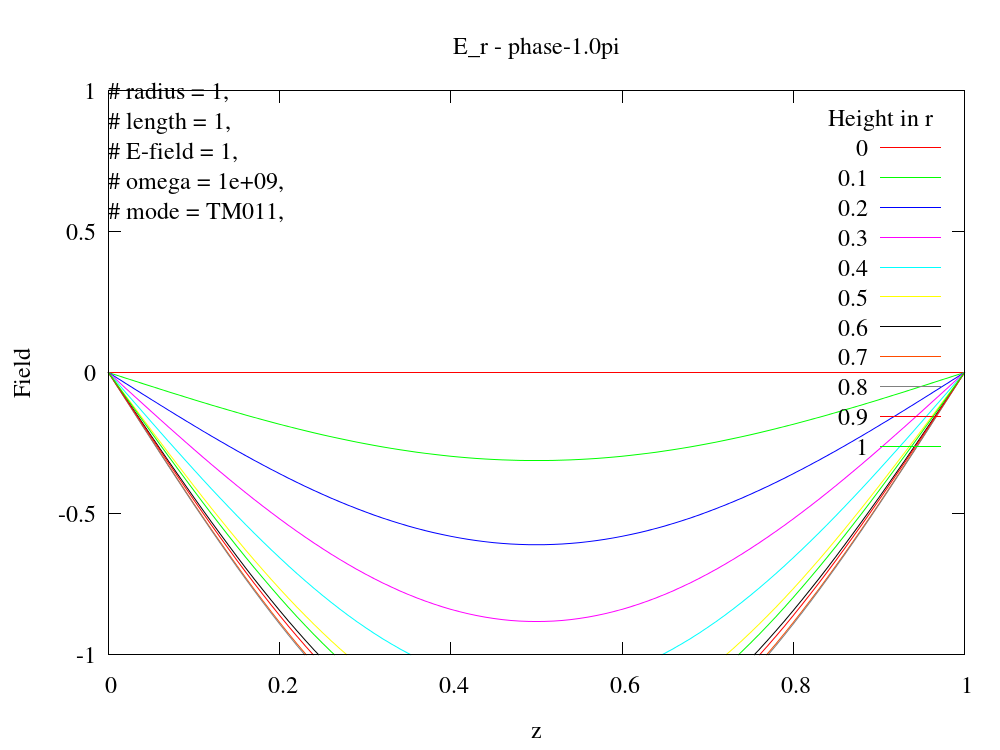 E_r - phase-1.0pi
# radius = 1,
# length = 1,
# E-field = 1,
# omega = 1e+09,
# mode = TM011,
Height in r
0
0.1
0.2
0.3
0.4
0.5
0.6
0.7
0.8
0.9
1
1
0.5
0
-0.5
-1
Field
0 0.2 0.4 0.6 0.8 1
z